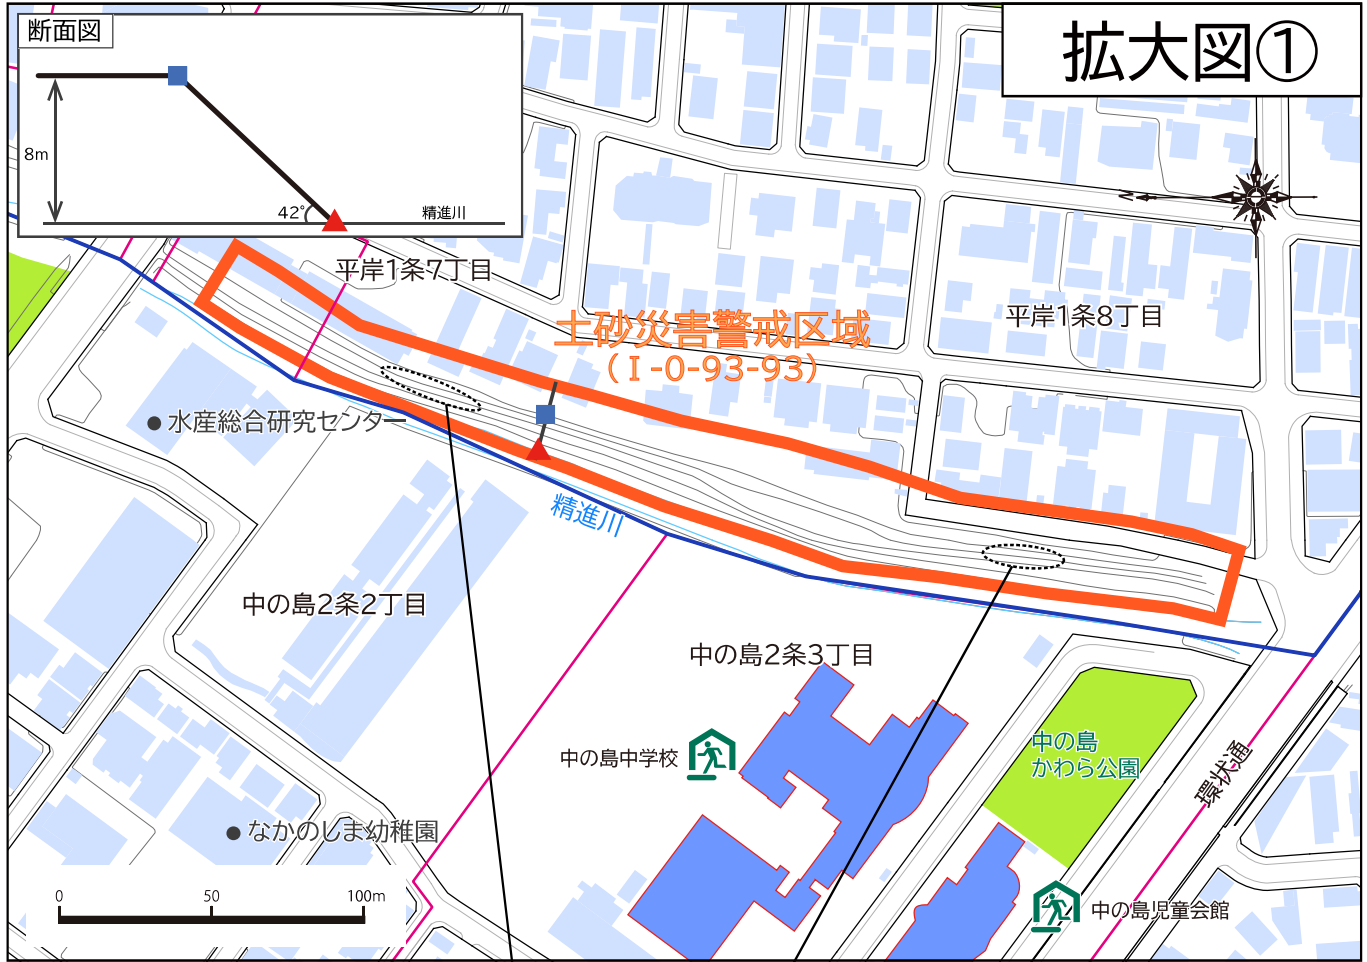 断面図
拡大図①
8m
42°
精進川
平岸1条7丁目
土砂災害警戒区域
(Ⅰ-0-93-93)
平岸1条8丁目
水産総合研究センター
精進川
中の島2条2丁目
中の島2条3丁目
中の島中学校
中の島
かわら公園
環状通
なかのしま幼稚園
0 50 100m
中の島児童会館